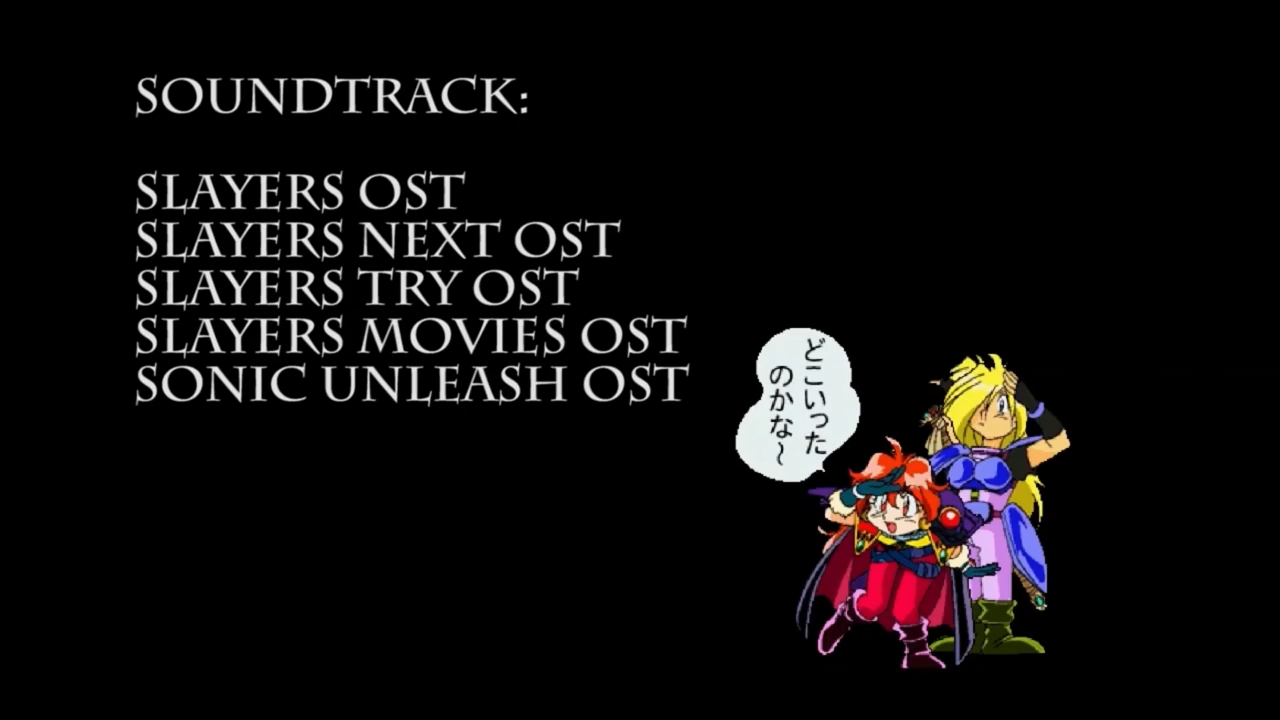 SOUNDTRACK:
SLAYERS OST
SLAYERS NEXT OST
SLAYERS TRY OST
SLAYERS MOVIES OST
SONIC UNLEASH OST
どこいった
のかな〜